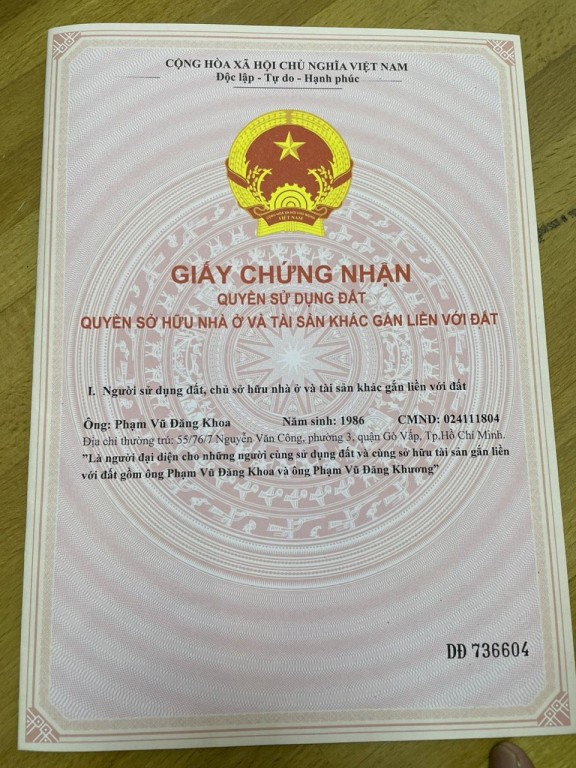 CỘNG HÒA XÃ HỘI CHỦ NGHĨA VIỆT NAM
Độc lập - Tự do - Hạnh phúc
VIỆT NAM
GIẤY CHỨNG NHẬN
QUYỀN SỬ DỤNG ĐẤT
QUYỀN SỞ HỮU NHÀ Ở VÀ TÀI SẢN KHÁC GẮN LIỀN VỚI ĐẤT
I. Người sử dụng đất, chủ sở hữu nhà ở và tài sản khác gắn liền với đất
Ông: Phạm Vũ Đăng Khoa Năm sinh: 1986 CMND: 024111804
Địa chỉ thường trú: 55/76/7 Nguyễn Văn Công, phường 3, quận Gò Vấp, Tp.Hồ Chí Minh.
"Là người đại diện cho những người cùng sử dụng đất và cùng sở hữu tài sản gắn liền
với đất gồm ông Phạm Vũ Đăng Khoa và ông Phạm Vũ Đăng Khương"
DĐ 736604